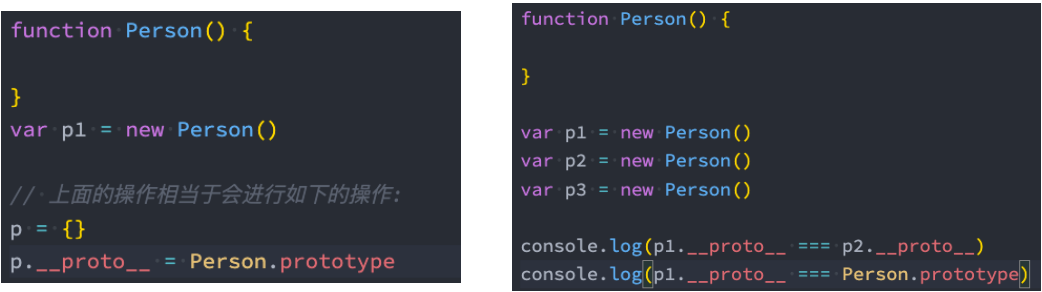 function Person() {
}
var p1 = new Person()
// 上面的操作相当于会进行如下的操作:
p = {}
p.__proto__ = Person.prototype
function Person() {
}
var p1 = new Person()
var p2 = new Person()
var p3 = new Person()
console.log(p1.__proto__ === p2.__proto__)
console.log(p1.__proto__ === Person.prototype)